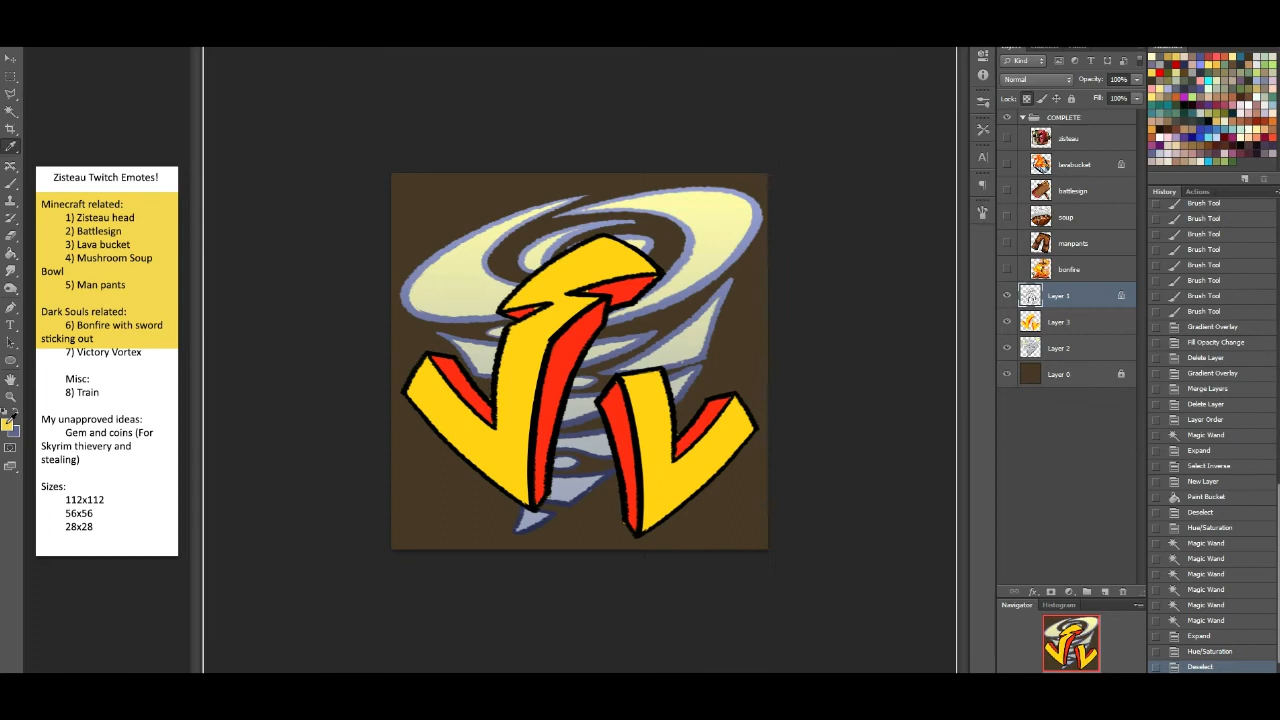 Zisteau Twitch Emotes!
Minecraft related:
1) Zisteau head
2) Battlesign
3) Lava bucket
4) Mushroom Soup
Bowl
5) Man pants
Dark Souls related:
6) Bonfire with sword
sticking out
7) Victory Vortex
Misc:
8) Train
My unapproved ideas:
Gem and coins (For
Skyrim thievery and
stealing)
Sizes:
112x112
56x56
28x28
Kind
Normal
Opacity: 100%
Lock:
Fill: 100%
COMPLETE
zisteau
lavabucket
battlesign
soup
manpants
bonfire
Layer 1
Layer 3
Layer 2
Layer 0
fx
Navigator
Histogram
History
Actions
Brush Tool
Brush Tool
Brush Tool
Brush Tool
Brush Tool
Brush Tool
Brush Tool
Brush Tool
Gradient Overlay
Fill Opacity Change
Delete Layer
Gradient Overlay
Merge Layers
Delete Layer
Layer Order
Magic Wand
Expand
Select Inverse
New Layer
Paint Bucket
Deselect
Hue/Saturation
Magic Wand
Magic Wand
Magic Wand
Magic Wand
Magic Wand
Magic Wand
Expand
Hue/Saturation
Deselect